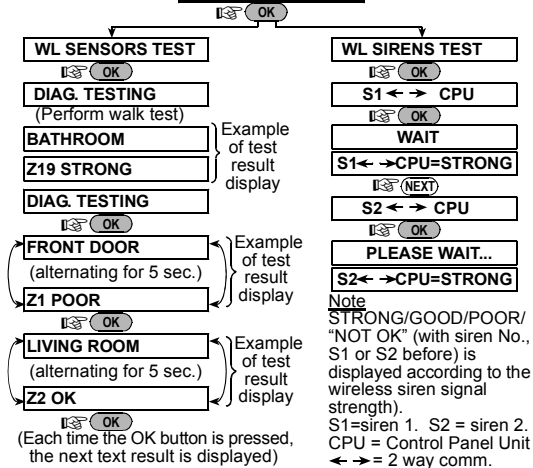 OK
WL SENSORS TEST
OK
DIAG. TESTING
(Perform walk test)
BATHROOM
Z19 STRONG
Example
of test
result
display
DIAG. TESTING
OK
FRONT DOOR
(alternating for 5 sec.)
Z1 POOR
Example
of test
result
display
OK
LIVING ROOM
(alternating for 5 sec.)
Z2 OK
Example
of test
result
display
OK
(Each time the OK button is pressed,
the next text result is displayed)
WL SIRENS TEST
OK
S1 ← → CPU
OK
WAIT
S1← →CPU=STRONG
NEXT
S2 ← → CPU
OK
PLEASE WAIT...
S2← →CPU=STRONG
Note
STRONG/GOOD/POOR/
“NOT OK” (with siren No.,
S1 or S2 before) is
displayed according to the
wireless siren signal
strength).
S1=siren 1. S2 = siren 2.
CPU = Control Panel Unit
← →= 2 way comm.